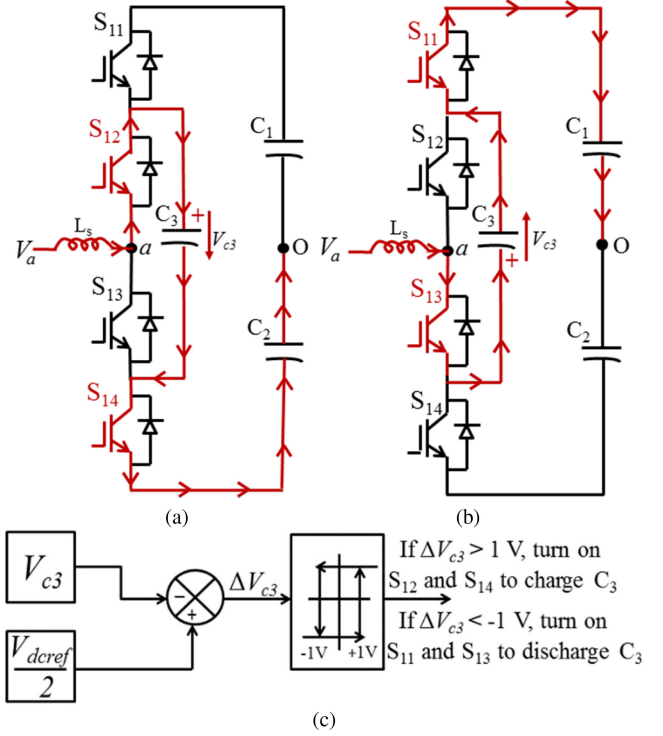 S11
S12
C1
Ls
C3
+
Vc3
Va
a
O
S13
C2
S14
(a)
S11
S12
C1
Ls
C3
+
Vc3
Va
a
O
S13
C2
S14
(b)
Vc3
Vdcref
2
-
+
ΔVc3
-1V +1V
If ΔVc3 > 1 V, turn on
S12 and S14 to charge C3
If ΔVc3 < -1 V, turn on
S11 and S13 to discharge C3
(c)